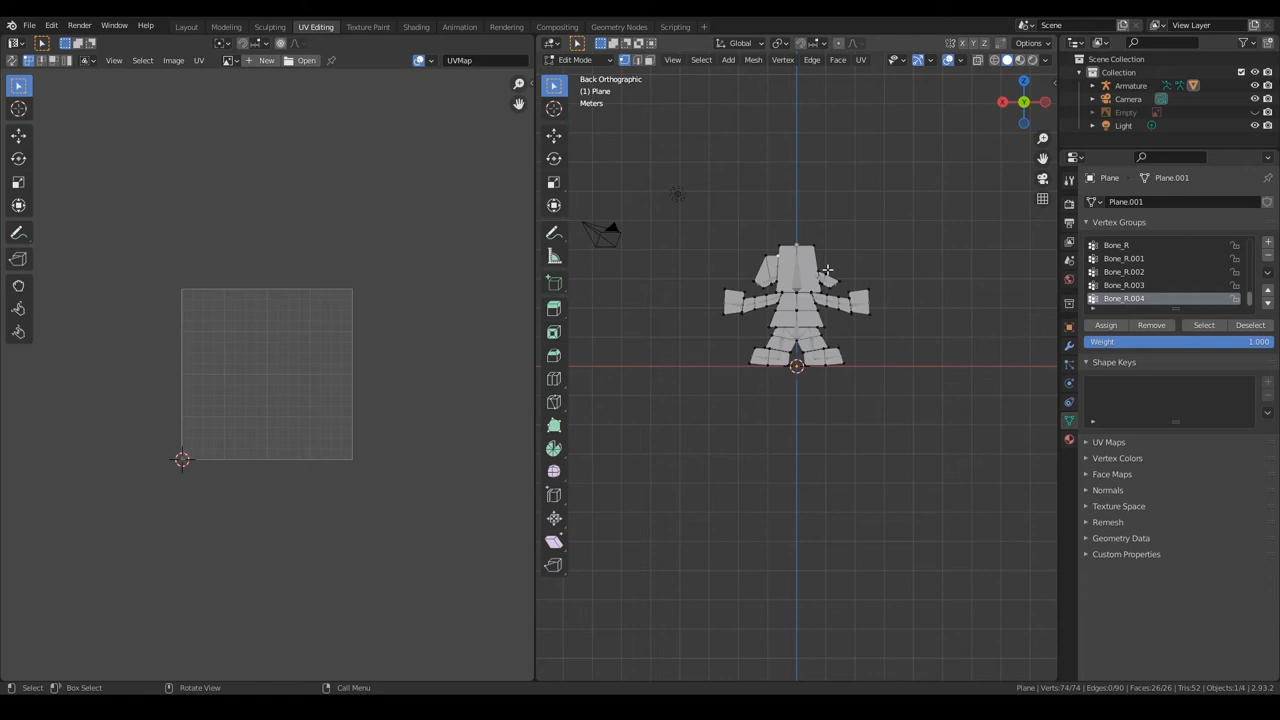 File Edit Render Window Help Layout Modeling Sculpting UV Editing Texture Paint Shading Animation Rendering Compositing Geometry Nodes Scripting + Scene View Layer
View Select Image UV New Open UVMap
Global Options
Edit Mode View Select Add Mesh Vertex Edge Face UV
X Y Z
Back Orthographic
(1) Plane
Meters
Z
X Y
Scene Collection
Collection
Armature
Camera
Empty
Light
Plane Plane.001
Plane.001
Vertex Groups
Bone_R
Bone_R.001
Bone_R.002
Bone_R.003
Bone_R.004
Assign Remove Select Deselect
Weight 1.000
Shape Keys
UV Maps
Vertex Colors
Face Maps
Normals
Texture Space
Remesh
Geometry Data
Custom Properties
Select Box Select Rotate View Call Menu Plane | Verts:74/74 | Edges:0/90 | Faces:26/26 | Tris:52 | Objects:1/4 | 2.93.2